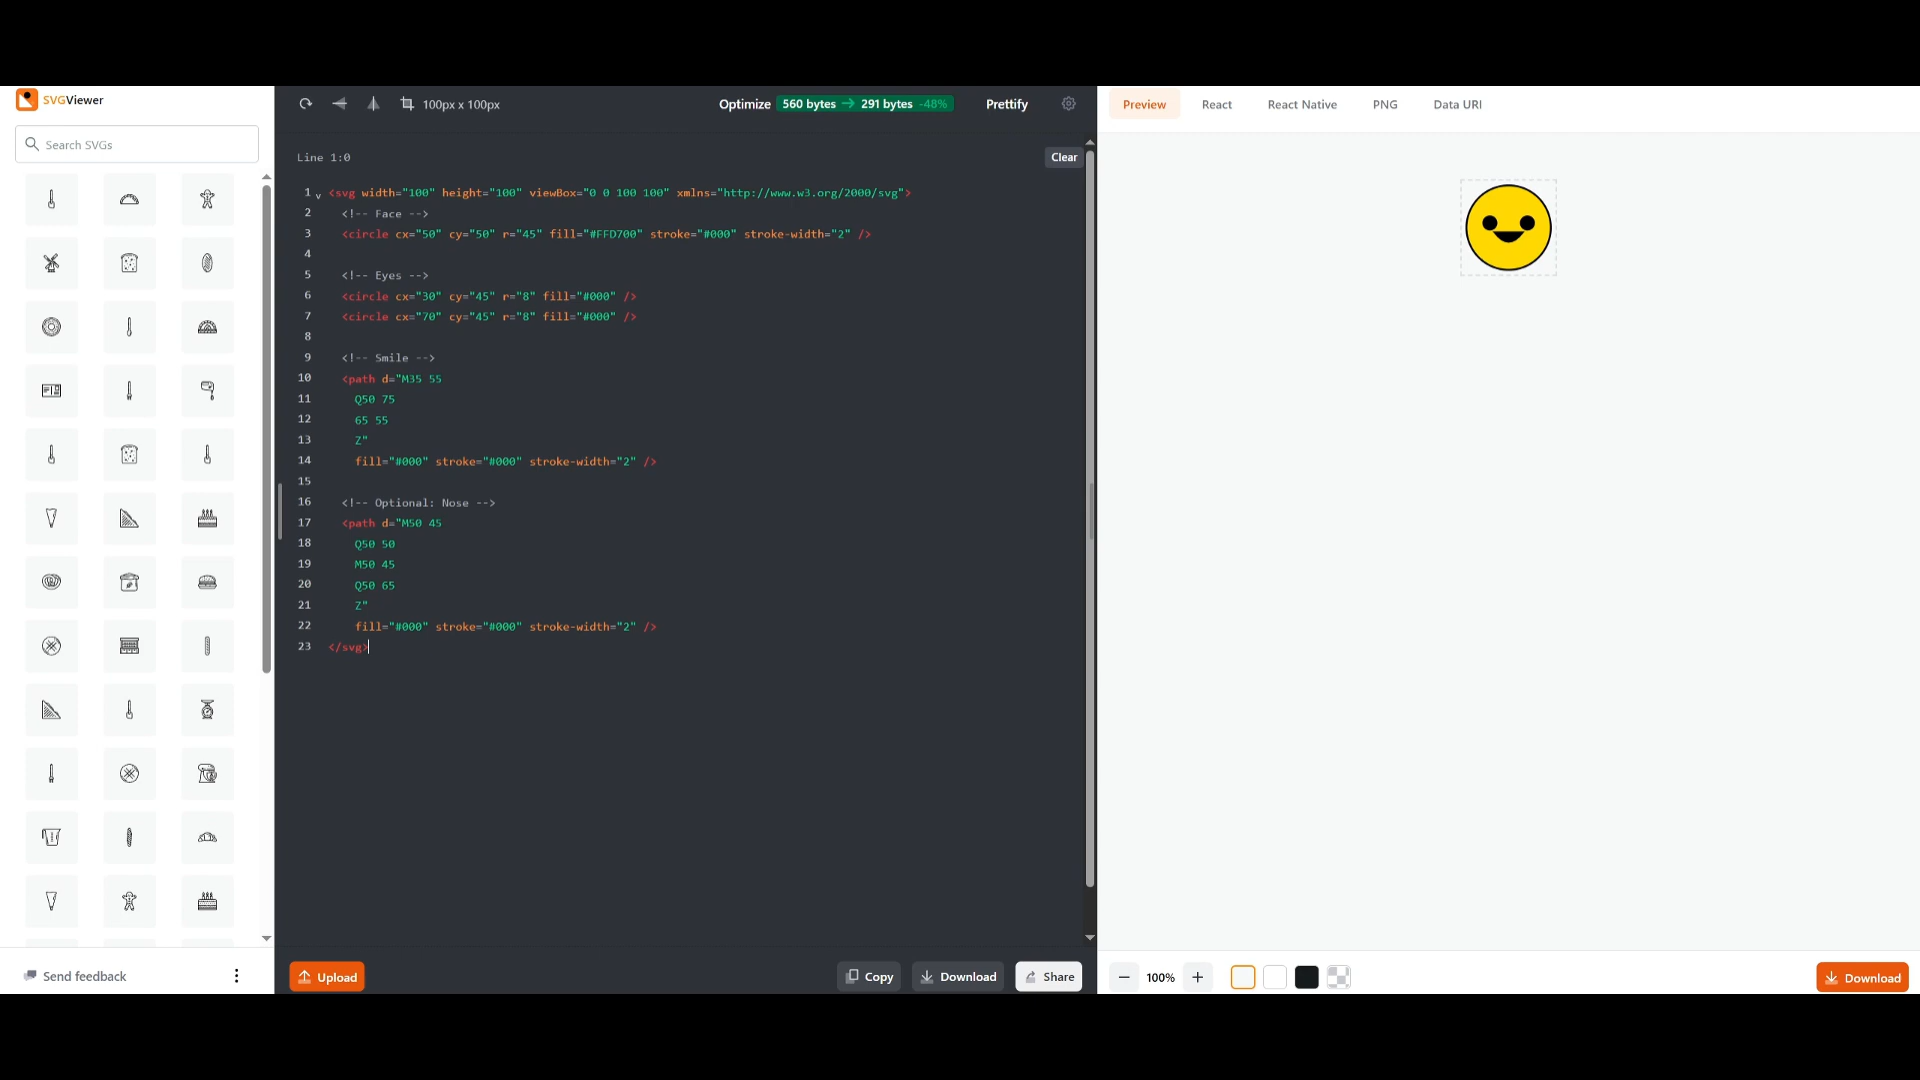 SVGViewer
Search SVGs
Send feedback
100px x 100px
Optimize 560 bytes → 291 bytes -48%
Prettify
Line 1:0
Clear
1 <svg width="100" height="100" viewBox="0 0 100 100" xmlns="http://www.w3.org/2000/svg">
2 <!-- Face -->
3 <circle cx="50" cy="50" r="45" fill="#FFD700" stroke="#000" stroke-width="2" />
4
5 <!-- Eyes -->
6 <circle cx="30" cy="45" r="8" fill="#000" />
7 <circle cx="70" cy="45" r="8" fill="#000" />
8
9 <!-- Smile -->
10 <path d="M35 55
11 Q50 75
12 65 55
13 Z"
14 fill="#000" stroke="#000" stroke-width="2" />
15
16 <!-- Optional: Nose -->
17 <path d="M50 45
18 Q50 50
19 M50 45
20 Q50 65
21 Z"
22 fill="#000" stroke="#000" stroke-width="2" />
23 </svg>
Upload
Copy
Download
Share
Preview
React
React Native
PNG
Data URI
100%
Download